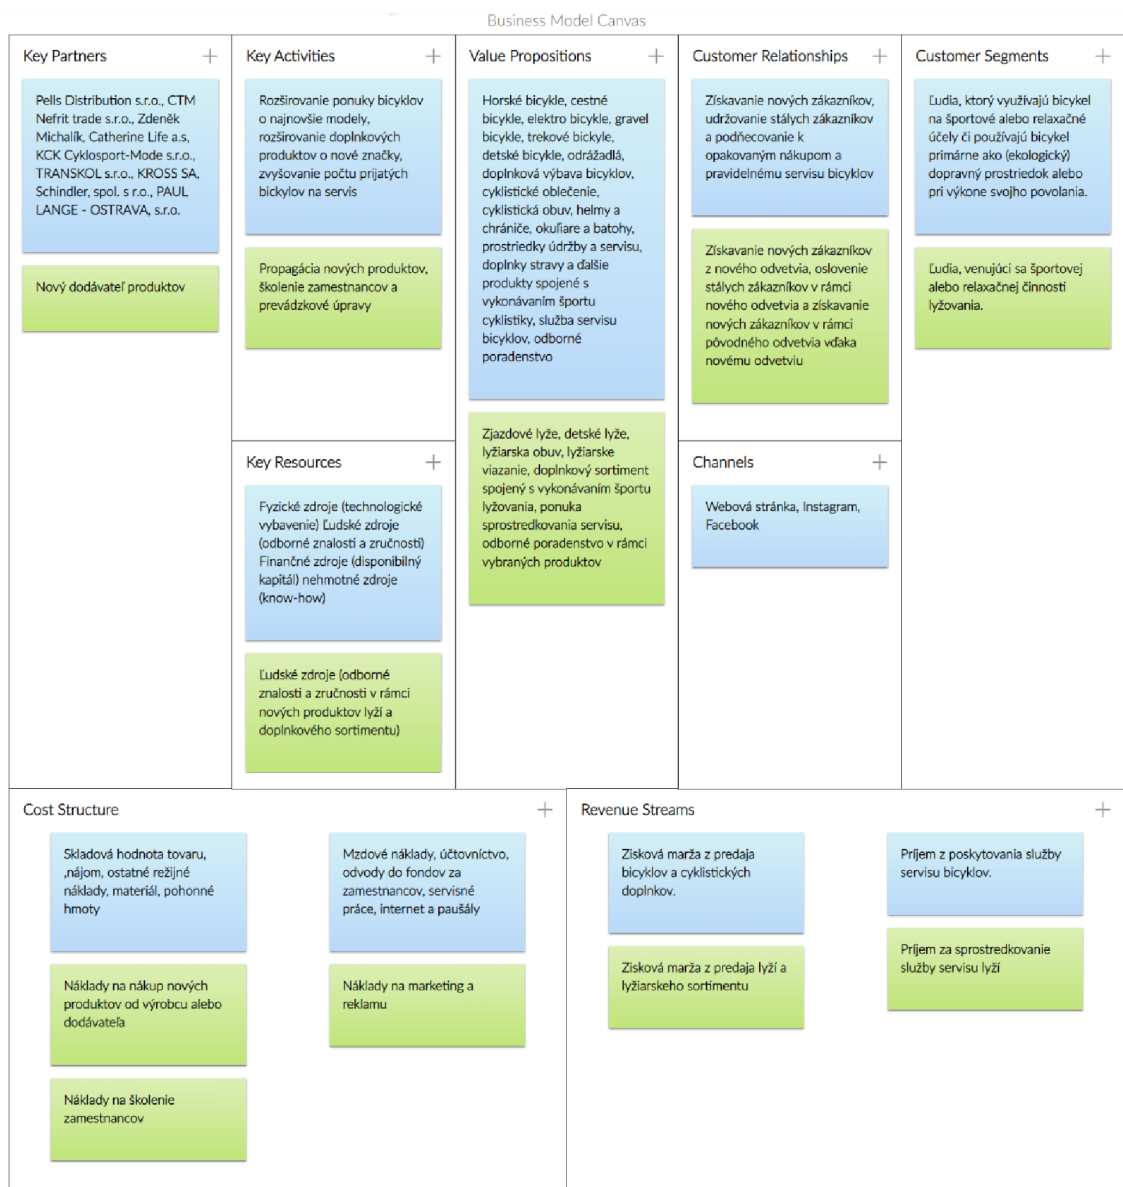 Business Model Canvas
Key Partners
Pells Distribution s.r.o., CTM
Nefrit trade s.r.o., Zdeněk
Michalík, Catherine Life a.s,
KCK Cyklosport-Mode s.r.o.,
TRANSKOL s.r.o., KROSS SA,
Schindler, spol. s r.o., PAUL
LANGE - OSTRAVA, s.r.o.
Nový dodávateľ produktov
Key Activities
Rozširovanie ponuky bicyklov
o najnovšie modely,
rozširovanie doplnkových
produktov o nové značky,
zvyšovanie počtu prijatých
bickylov na servis
Propagácia nových produktov,
školenie zamestnancov a
prevádzkové úpravy
Key Resources
Fyzické zdroje (technologické
vybavenie) Ľudské zdroje
(odborné znalosti a zručnosti)
Finančné zdroje (disponibilný
kapitál) nehmotné zdroje
(know-how)
Ľudské zdroje (odborné
znalosti a zručnosti v rámci
nových produktov lyží a
doplnkového sortimentu)
Value Propositions
Horské bicykle, cestné
bicykle, elektro bicykle, gravel
bicykle, trekové bickyle,
detské bicykle, odrážadlá,
doplnková výbava bicyklov,
cyklistické oblečenie,
cyklistická obuv, helmy a
chrániče, okuliare a batohy,
prostriedky údržby a servisu,
doplnky stravy a ďalšie
produkty spojené s
vykonávaním športu
cyklistiky, služba servisu
bicyklov, odborné
poradenstvo
Zjazdové lyže, detské lyže,
lyžiarska obuv, lyžiarske
viazanie, doplnkový sortiment
spojený s vykonávaním športu
lyžovania, ponuka
sprostredkovania servisu,
odborné poradenstvo v rámci
vybraných produktov
Customer Relationships
Získavanie nových zákazníkov,
udržovanie stálych zákazníkov
a podňecovanie k
opakovaným nákupom a
pravidelnému servisu bicyklov
Získavanie nových zákazníkov
z nového odvetvia, oslovenie
stálych zákazníkov v rámci
nového odvetvia a získavanie
nových zákazníkov v rámci
pôvodného odvetvia vďaka
novému odvetviu
Channels
Webová stránka, Instagram,
Facebook
Customer Segments
Ľudia, ktorý využívajú bicykel
na športové alebo relaxačné
účely či používajú bicykel
primárne ako (ekologický)
dopravný prostriedok alebo
pri výkone svojho povolania.
Ľudia, venujúci sa športovej
alebo relaxačnej činnosti
lyžovania.
Cost Structure
Skladová hodnota tovaru,
,nájom, ostatné režijné
náklady, materiál, pohonné
hmoty
Mzdové náklady, účtovníctvo,
odvody do fondov za
zamestnancov, servisné
práce, internet a paušály
Náklady na nákup nových
produktov od výrobcu alebo
dodávateľa
Náklady na marketing a
reklamu
Náklady na školenie
zamestnancov
Revenue Streams
Zisková marža z predaja
bicyklov a cyklistických
doplnkov.
Príjem z poskytovania služby
servisu bicyklov.
Zisková marža z predaja lyží a
lyžiarskeho sortimentu
Príjem za sprostredkovanie
služby servisu lyží